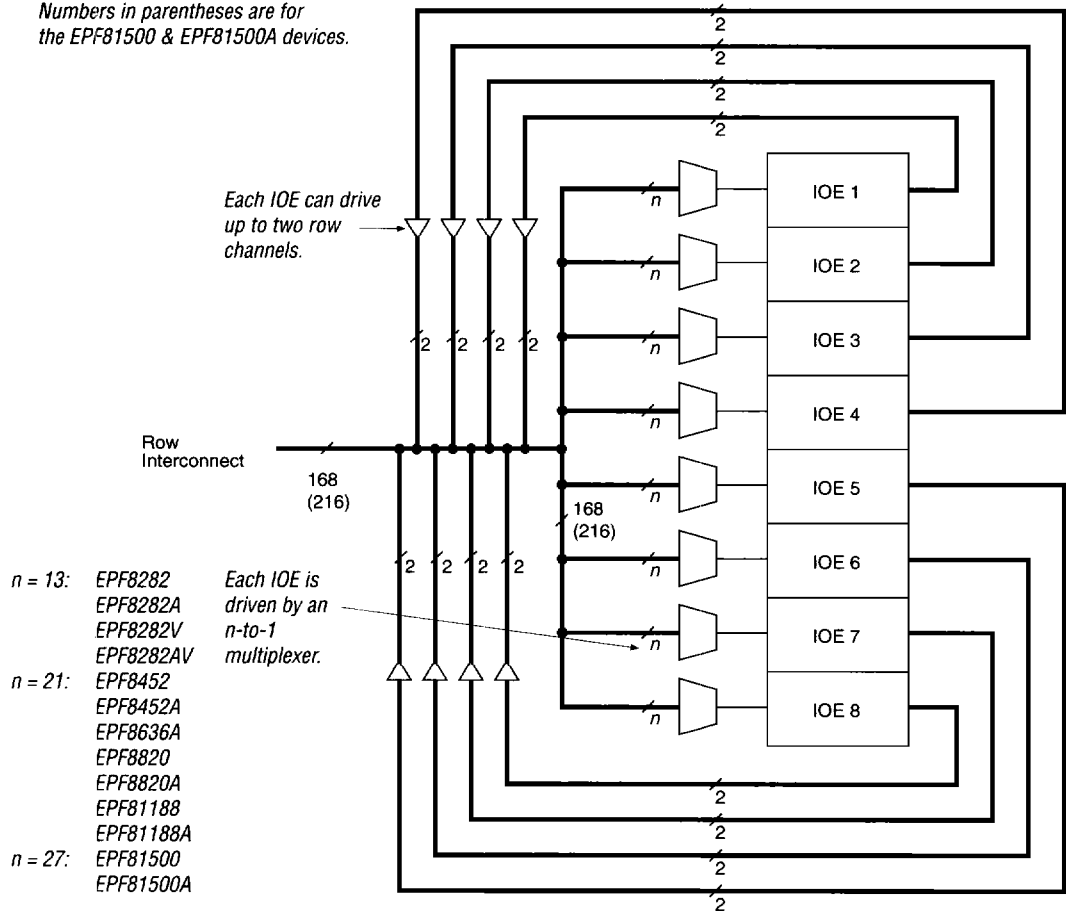 Numbers in parentheses are for
the EPF81500 & EPF81500A devices.
2
2
2
2
Each IOE can drive
up to two row
channels.
n
IOE 1
n
IOE 2
n
IOE 3
2
2
2
2
n
IOE 4
Row
Interconnect
168
(216)
n
IOE 5
168
(216)
n
IOE 6
2
2
2
2
n = 13: EPF8282
EPF8282A
EPF8282V
EPF8282AV
n = 21: EPF8452
EPF8452A
EPF8636A
EPF8820
EPF8820A
EPF81188
EPF81188A
n = 27: EPF81500
EPF81500A
Each IOE is
driven by an
n-to-1
multiplexer.
n
IOE 7
n
IOE 8
2
2
2
2